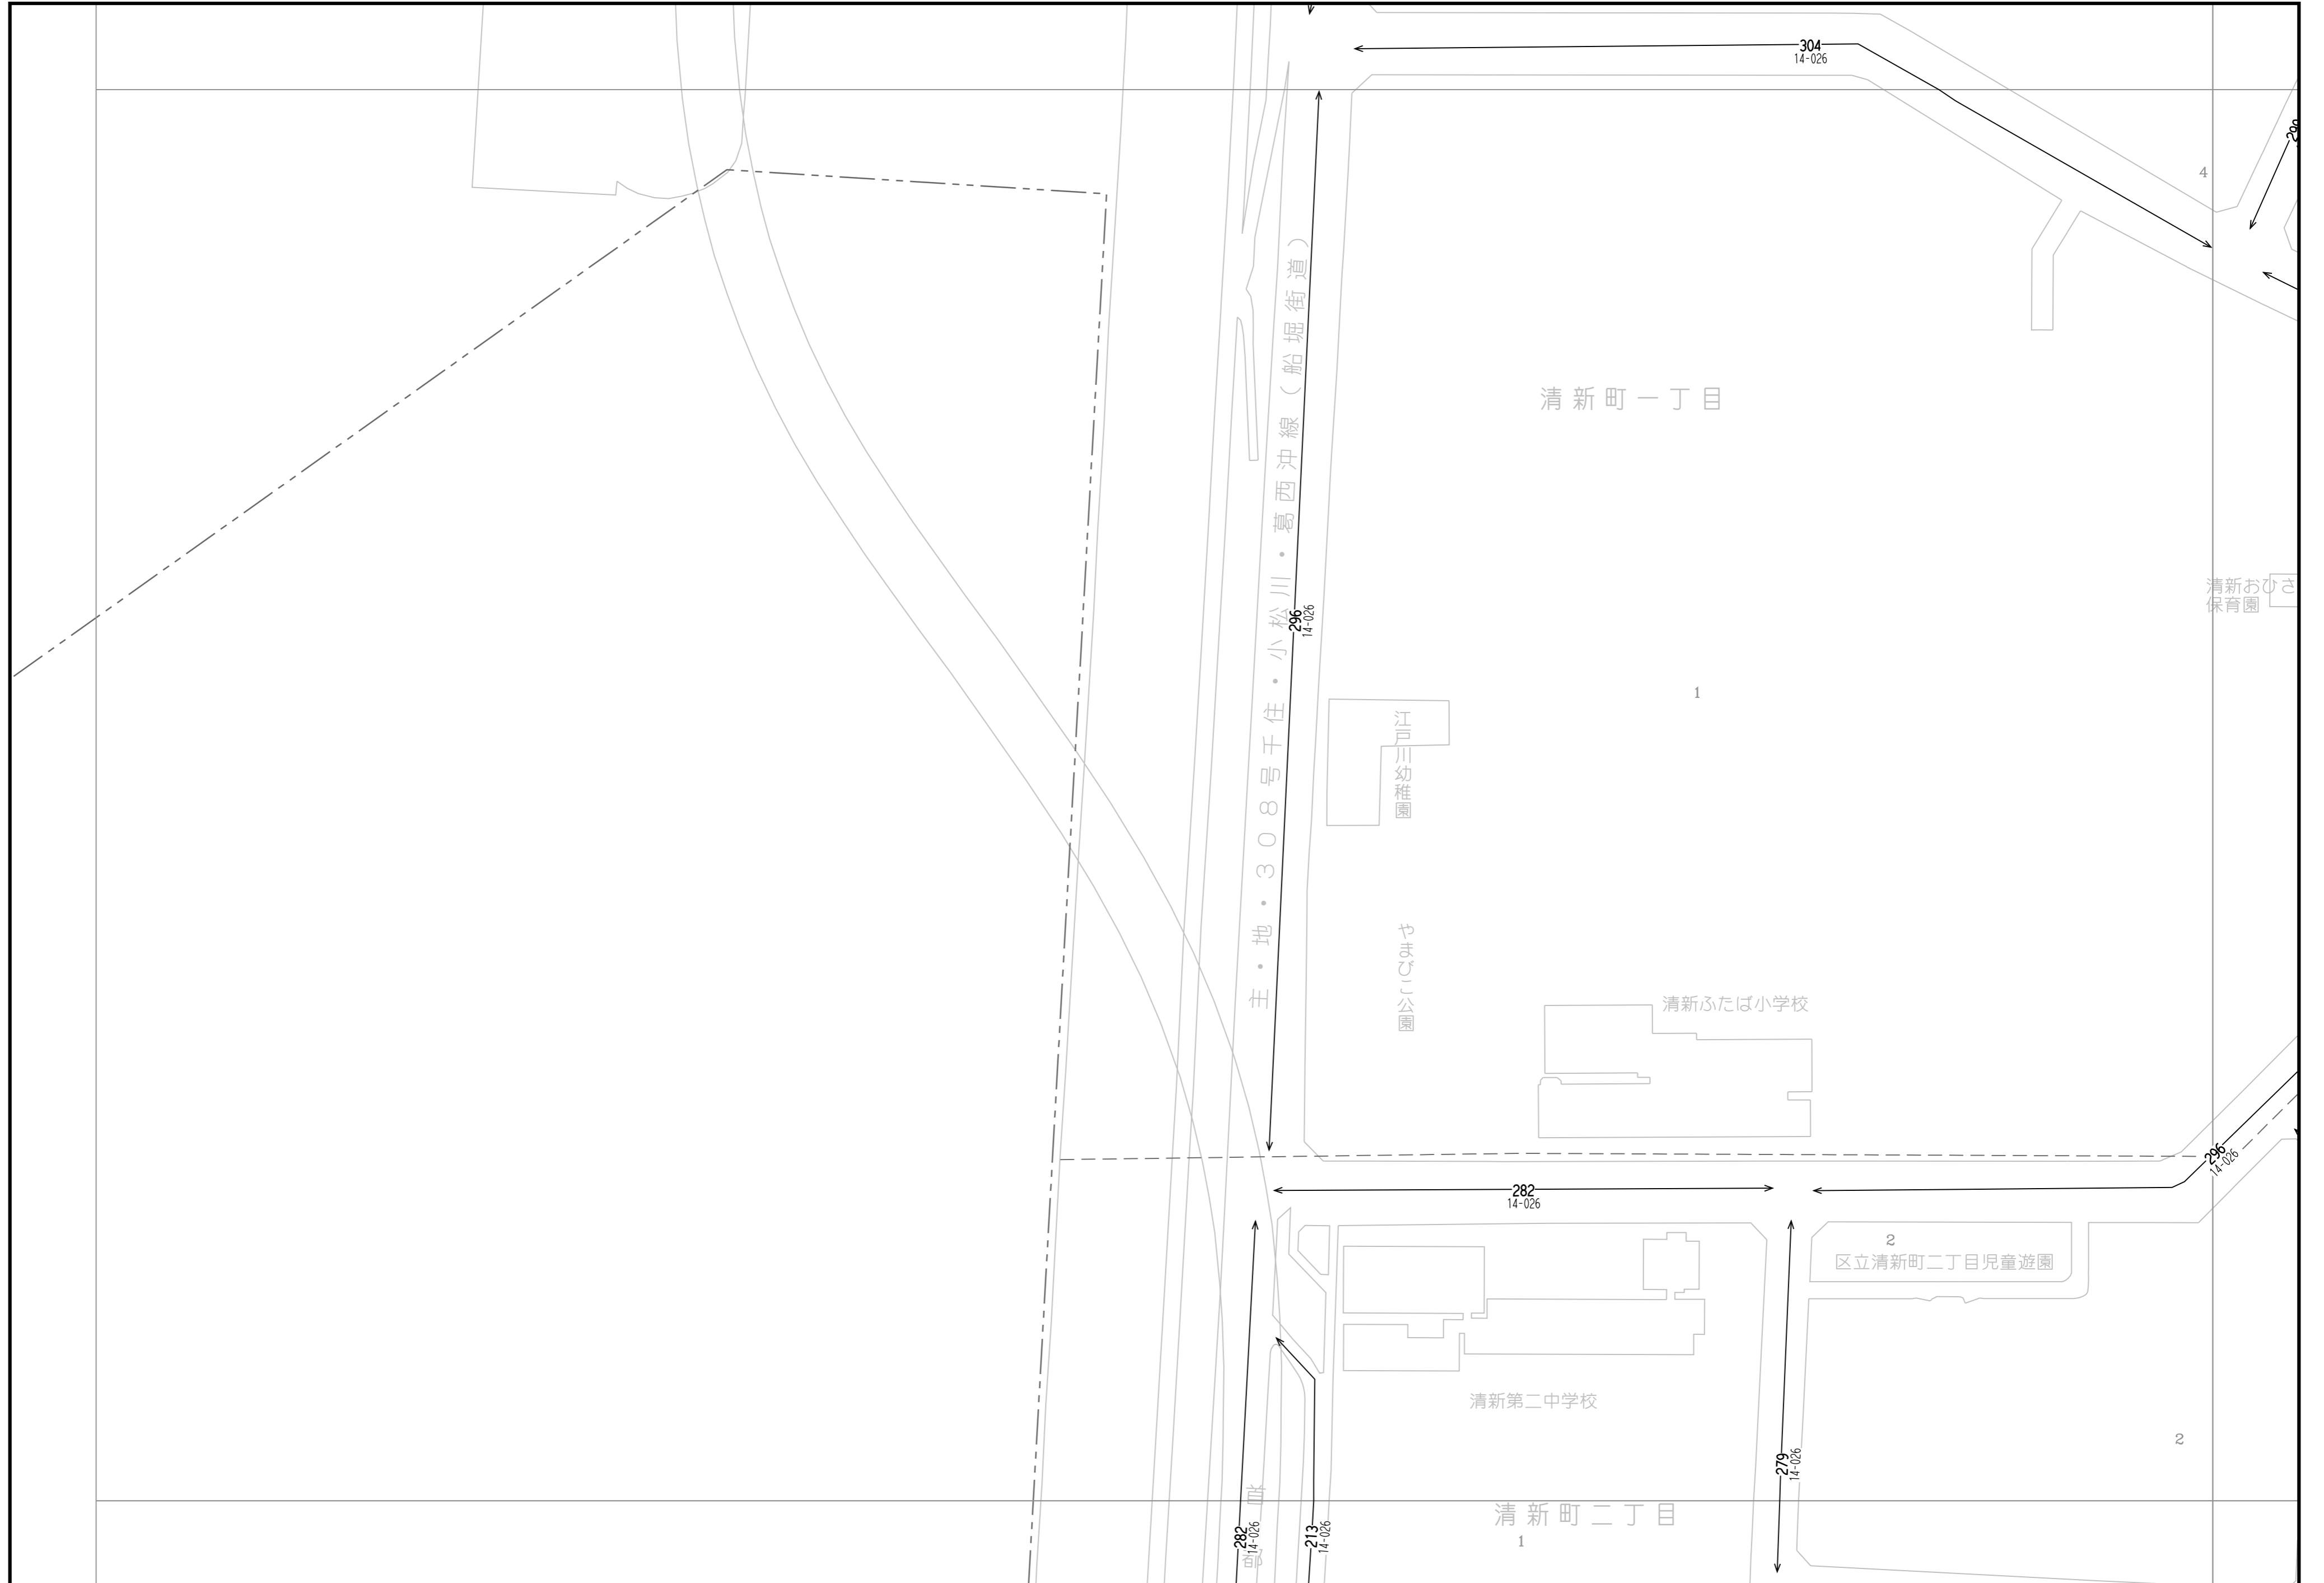 304
14-026
4
主・地・308号千住・小松川・葛西沖線（船堀街道）
清新町一丁目
296
14-026
清新おひさ
保育園
1
江戸川幼稚園
やまびこ公園
清新ふたば小学校
296
14-026
282
14-026
2
区立清新町二丁目児童遊園
清新第二中学校
2
279
14-026
首都
清新町二丁目
1
282
14-026
213
14-026